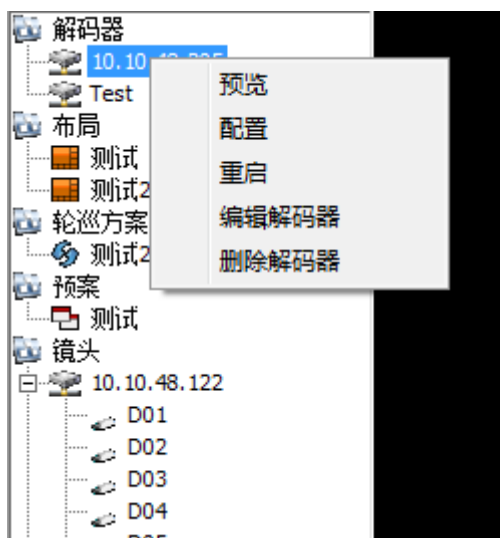 解码器
10.10
Test
预览
配置
重启
编辑解码器
删除解码器
布局
测试
测试2
轮巡方案
测试2
预案
测试
镜头
10.10.48.122
D01
D02
D03
D04